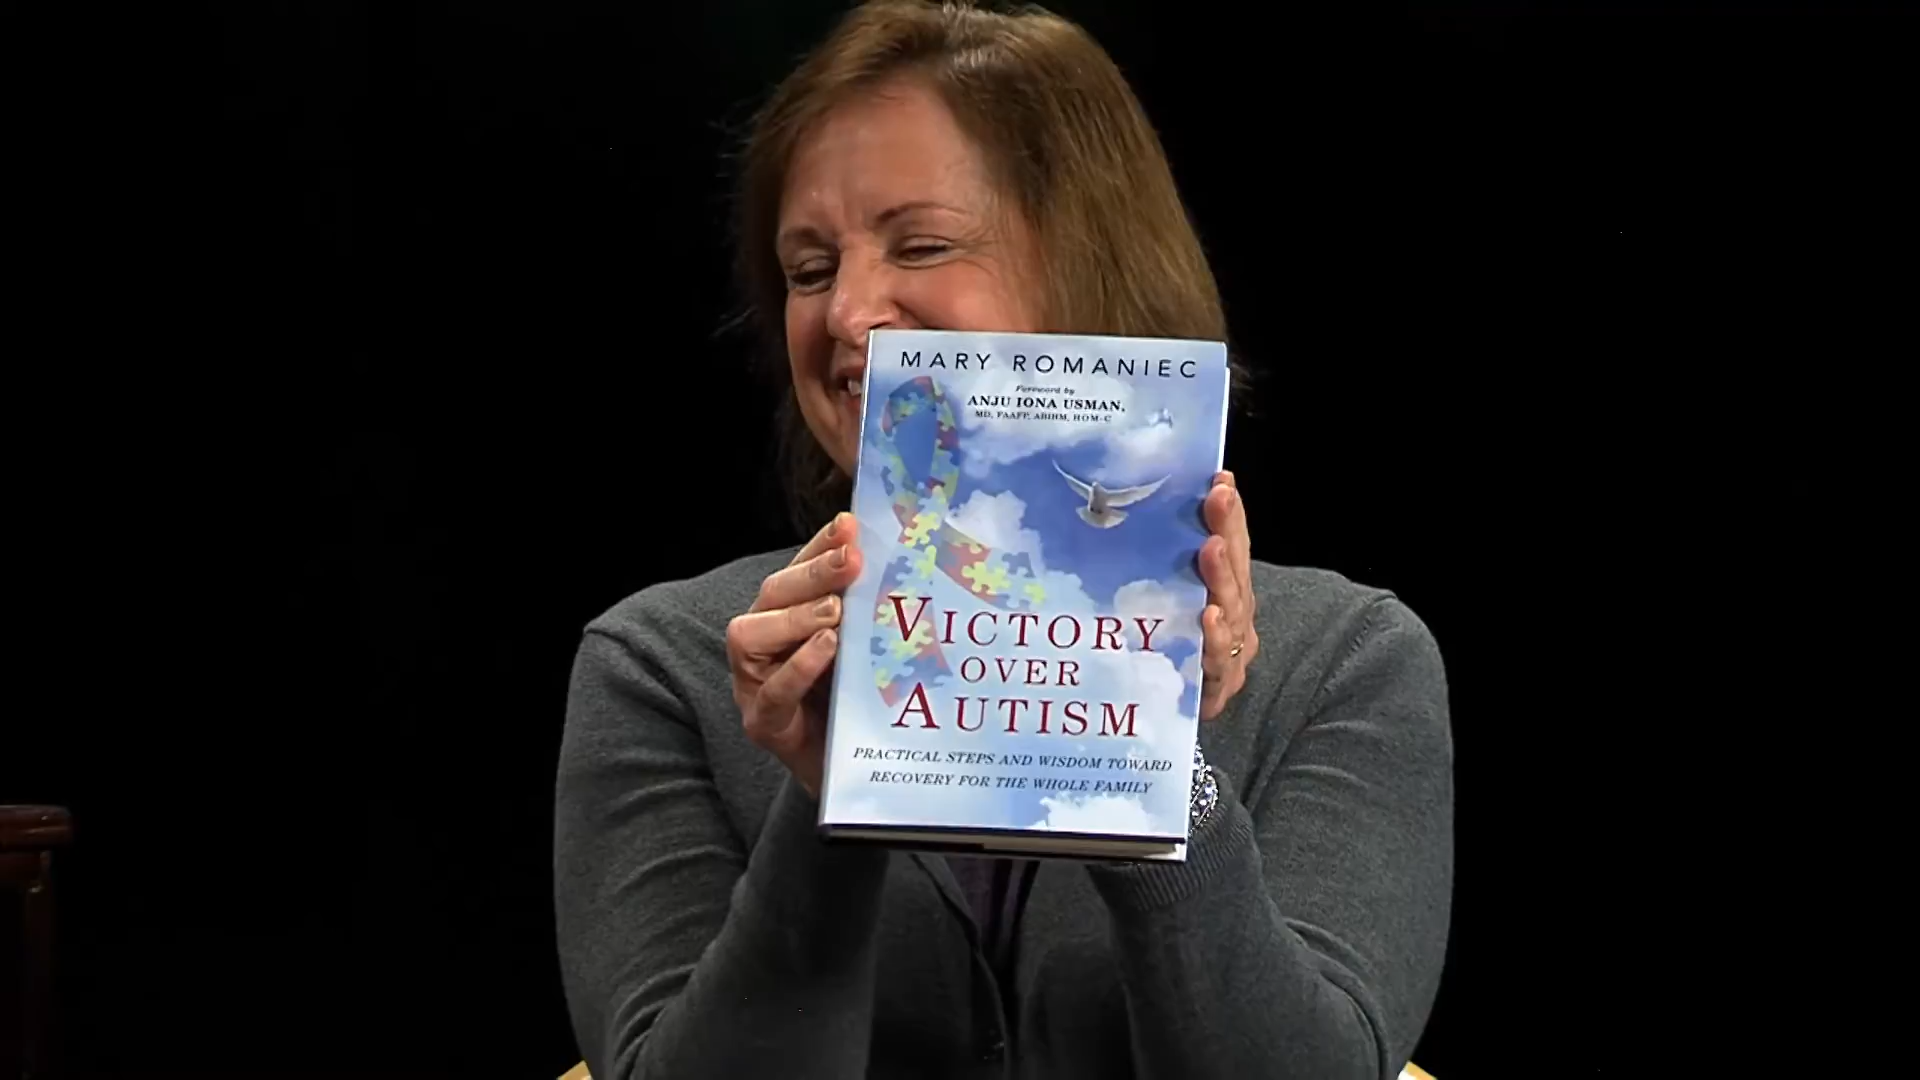 MARY ROMANIEC
Foreword by
ANJU IONA USMAN,
MD, FAAFP, ABIHM, HOM-C
VICTORY
OVER
AUTISM
PRACTICAL STEPS AND WISDOM TOWARD
RECOVERY FOR THE WHOLE FAMILY